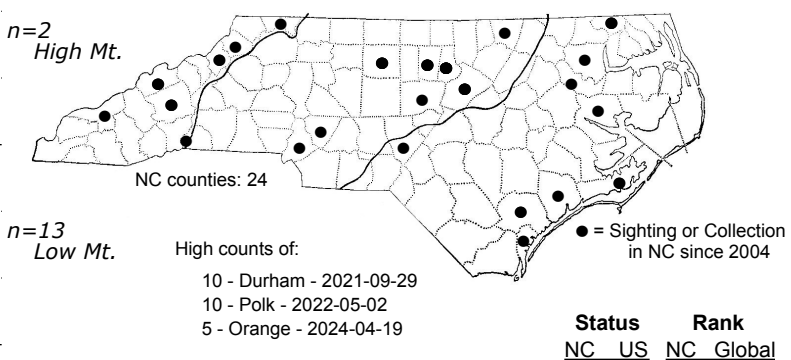 n=2
High Mt.
NC counties: 24
n=13
Low Mt.
High counts of:
10 - Durham - 2021-09-29
10 - Polk - 2022-05-02
5 - Orange - 2024-04-19
● = Sighting or Collection
in NC since 2004
Status Rank
NC US NC Global